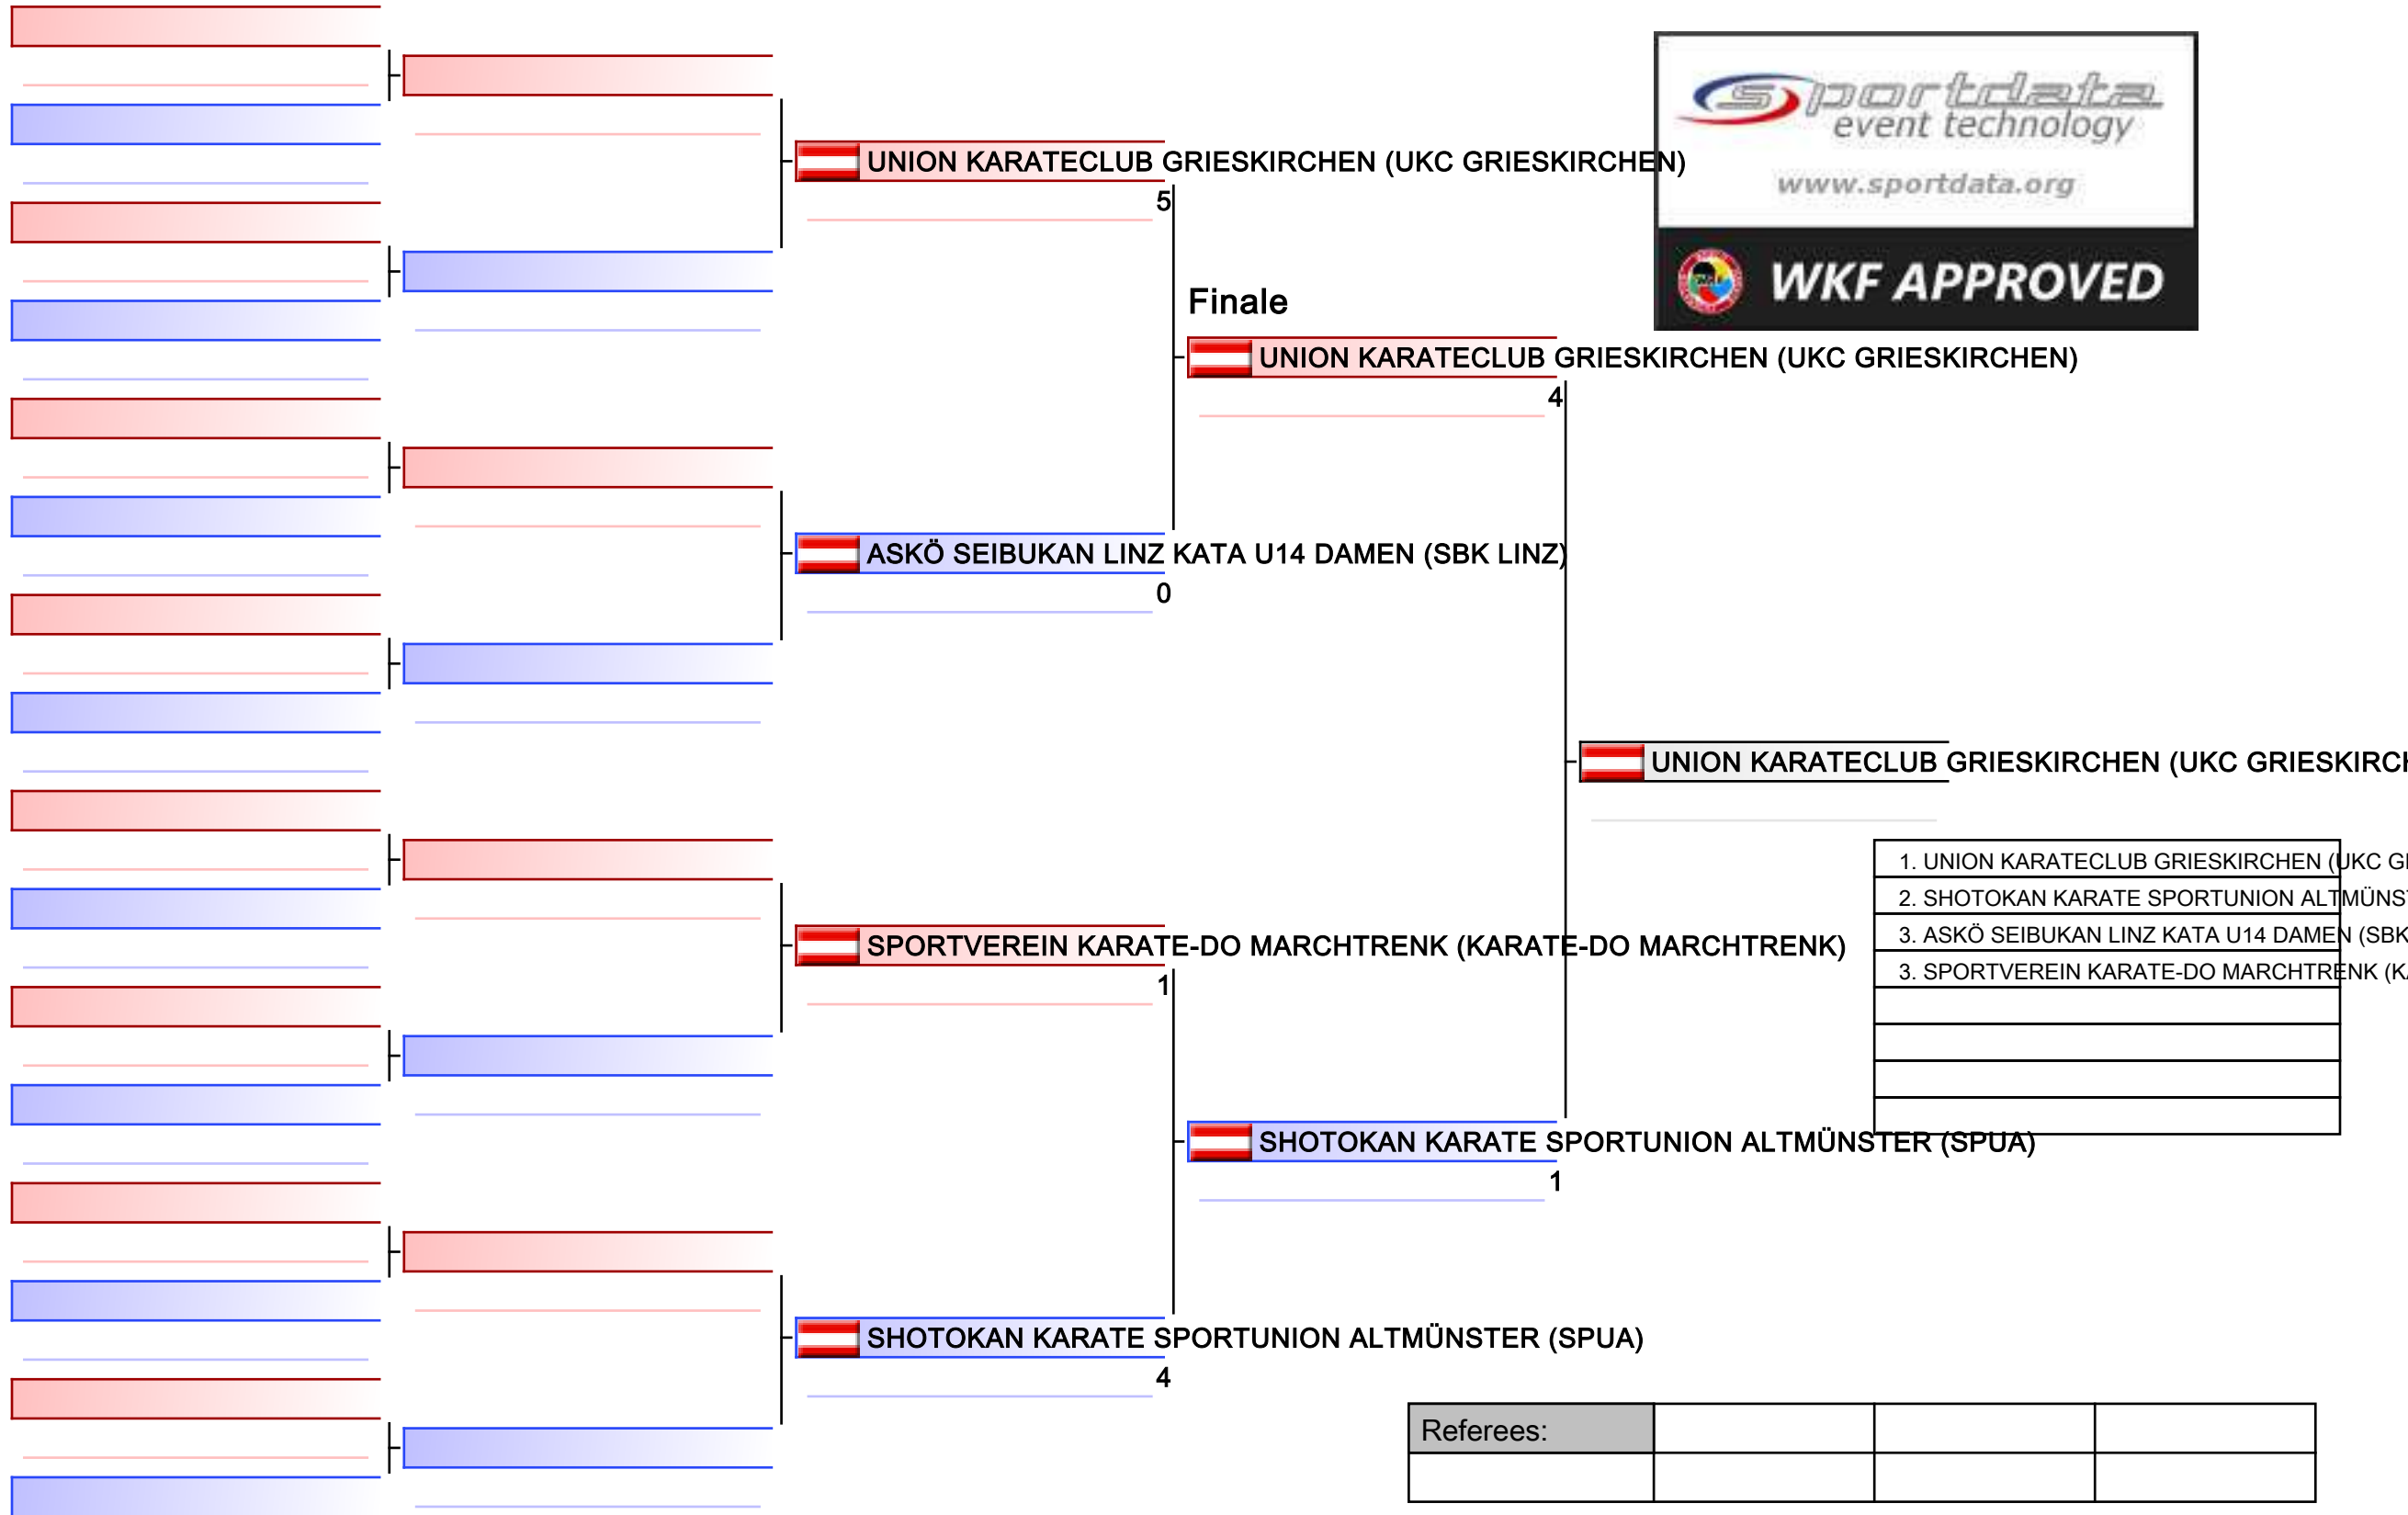 sportdata
event technology
www.sportdata.org
WKF APPROVED
UNION KARATECLUB GRIESKIRCHEN (UKC GRIESKIRCHEN)
5
Finale
UNION KARATECLUB GRIESKIRCHEN (UKC GRIESKIRCHEN)
4
ASKÖ SEIBUKAN LINZ KATA U14 DAMEN (SBK LINZ)
0
UNION KARATECLUB GRIESKIRCHEN (UKC GRIESKIRCH
1. UNION KARATECLUB GRIESKIRCHEN (UKC G
2. SHOTOKAN KARATE SPORTUNION ALTMÜNS
3. ASKÖ SEIBUKAN LINZ KATA U14 DAMEN (SBK
3. SPORTVEREIN KARATE-DO MARCHTRENK (K
SPORTVEREIN KARATE-DO MARCHTRENK (KARATE-DO MARCHTRENK)
1
SHOTOKAN KARATE SPORTUNION ALTMÜNSTER (SPUA)
1
SHOTOKAN KARATE SPORTUNION ALTMÜNSTER (SPUA)
4
Referees: